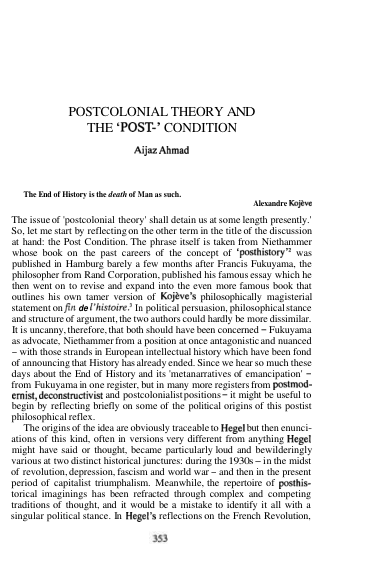 POSTCOLONIAL THEORY AND
THE 'POST-' CONDITION
Aijaz Ahmad
The End of History is the death of Man as such.
Alexandre Kojève
The issue of 'postcolonial theory' shall detain us at some length presently.'
So, let me start by reflecting on the other term in the title of the discussion
at hand: the Post Condition. The phrase itself is taken from Niethammer
whose book on the past careers of the concept of 'posthistory'² was
published in Hamburg barely a few months after Francis Fukuyama, the
philosopher from Rand Corporation, published his famous essay which he
then went on to revise and expand into the even more famous book that
outlines his own tamer version of Kojève's philosophically magisterial
statement on fin de l'histoire.³ In political persuasion, philosophical stance
and structure of argument, the two authors could hardly be more dissimilar.
It is uncanny, therefore, that both should have been concerned – Fukuyama
as advocate, Niethammer from a position at once antagonistic and nuanced
– with those strands in European intellectual history which have been fond
of announcing that History has already ended. Since we hear so much these
days about the End of History and its 'metanarratives of emancipation' –
from Fukuyama in one register, but in many more registers from postmod-
ernist, deconstructivist and postcolonialist positions – it might be useful to
begin by reflecting briefly on some of the political origins of this postist
philosophical reflex.
The origins of the idea are obviously traceable to Hegel but then enunci-
ations of this kind, often in versions very different from anything Hegel
might have said or thought, became particularly loud and bewilderingly
various at two distinct historical junctures: during the 1930s – in the midst
of revolution, depression, fascism and world war – and then in the present
period of capitalist triumphalism. Meanwhile, the repertoire of posthis-
torical imaginings has been refracted through complex and competing
traditions of thought, and it would be a mistake to identify it all with a
singular political stance. In Hegel's reflections on the French Revolution,
353